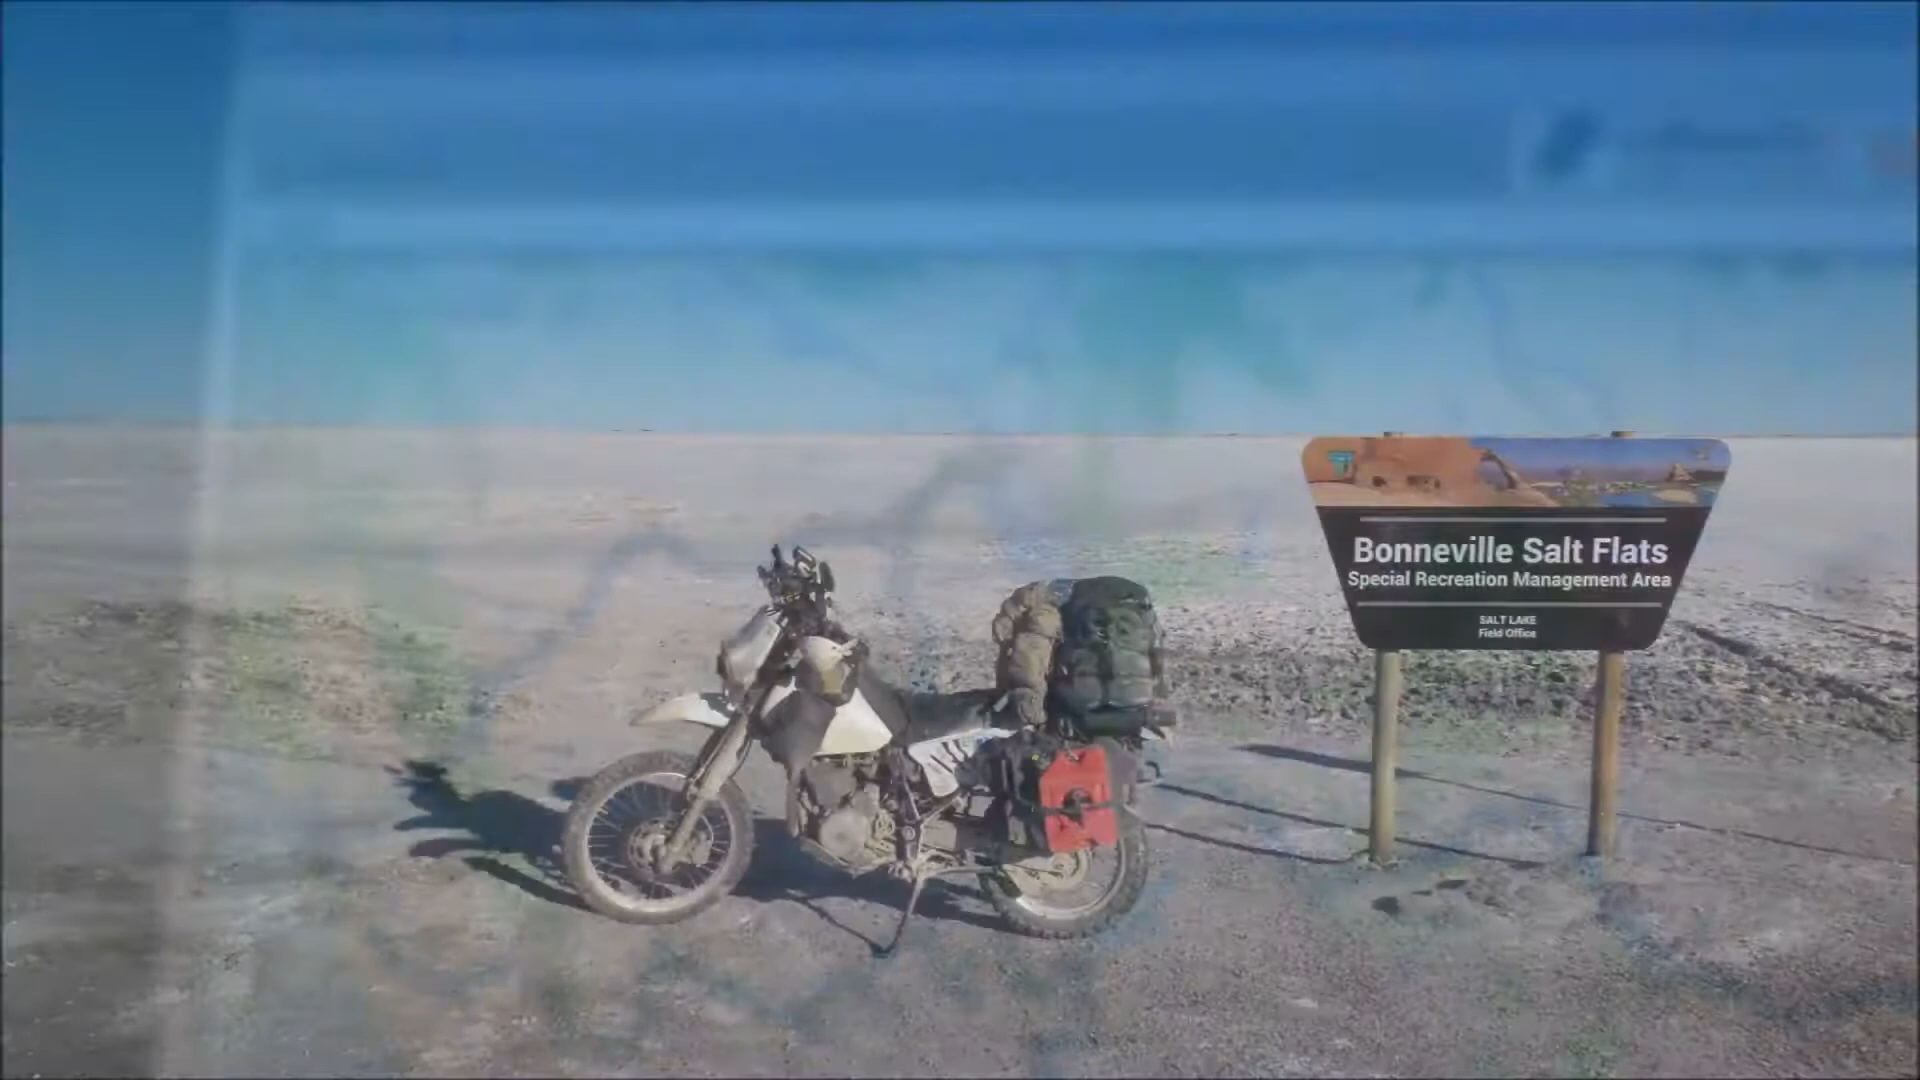 Bonneville Salt Flats
Special Recreation Management Area
SALT LAKE
Field Office